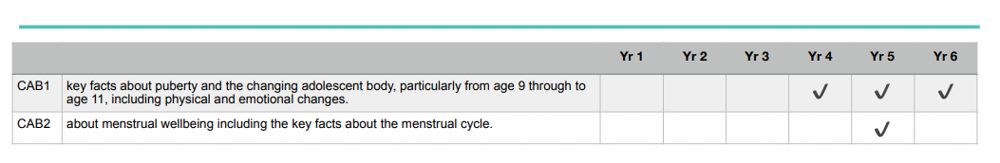 Yr 1 Yr 2 Yr 3 Yr 4 Yr 5 Yr 6
CAB1 key facts about puberty and the changing adolescent body, particularly from age 9 through to
age 11, including physical and emotional changes. ✓ ✓ ✓
CAB2 about menstrual wellbeing including the key facts about the menstrual cycle. ✓